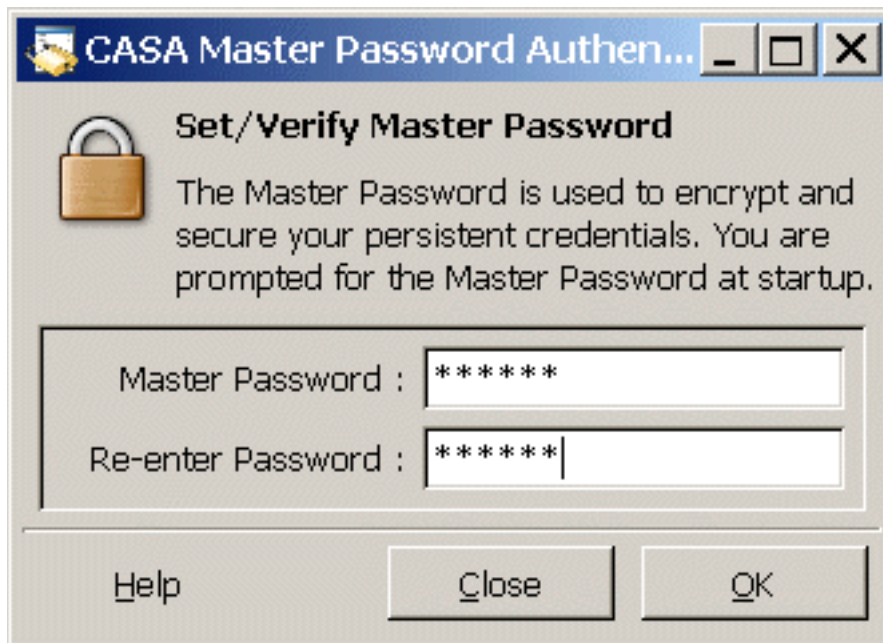 CASA Master Password Authen...
Set/Verify Master Password
The Master Password is used to encrypt and
secure your persistent credentials. You are
prompted for the Master Password at startup.
Master Password : ******
Re-enter Password : ******
Help Close OK